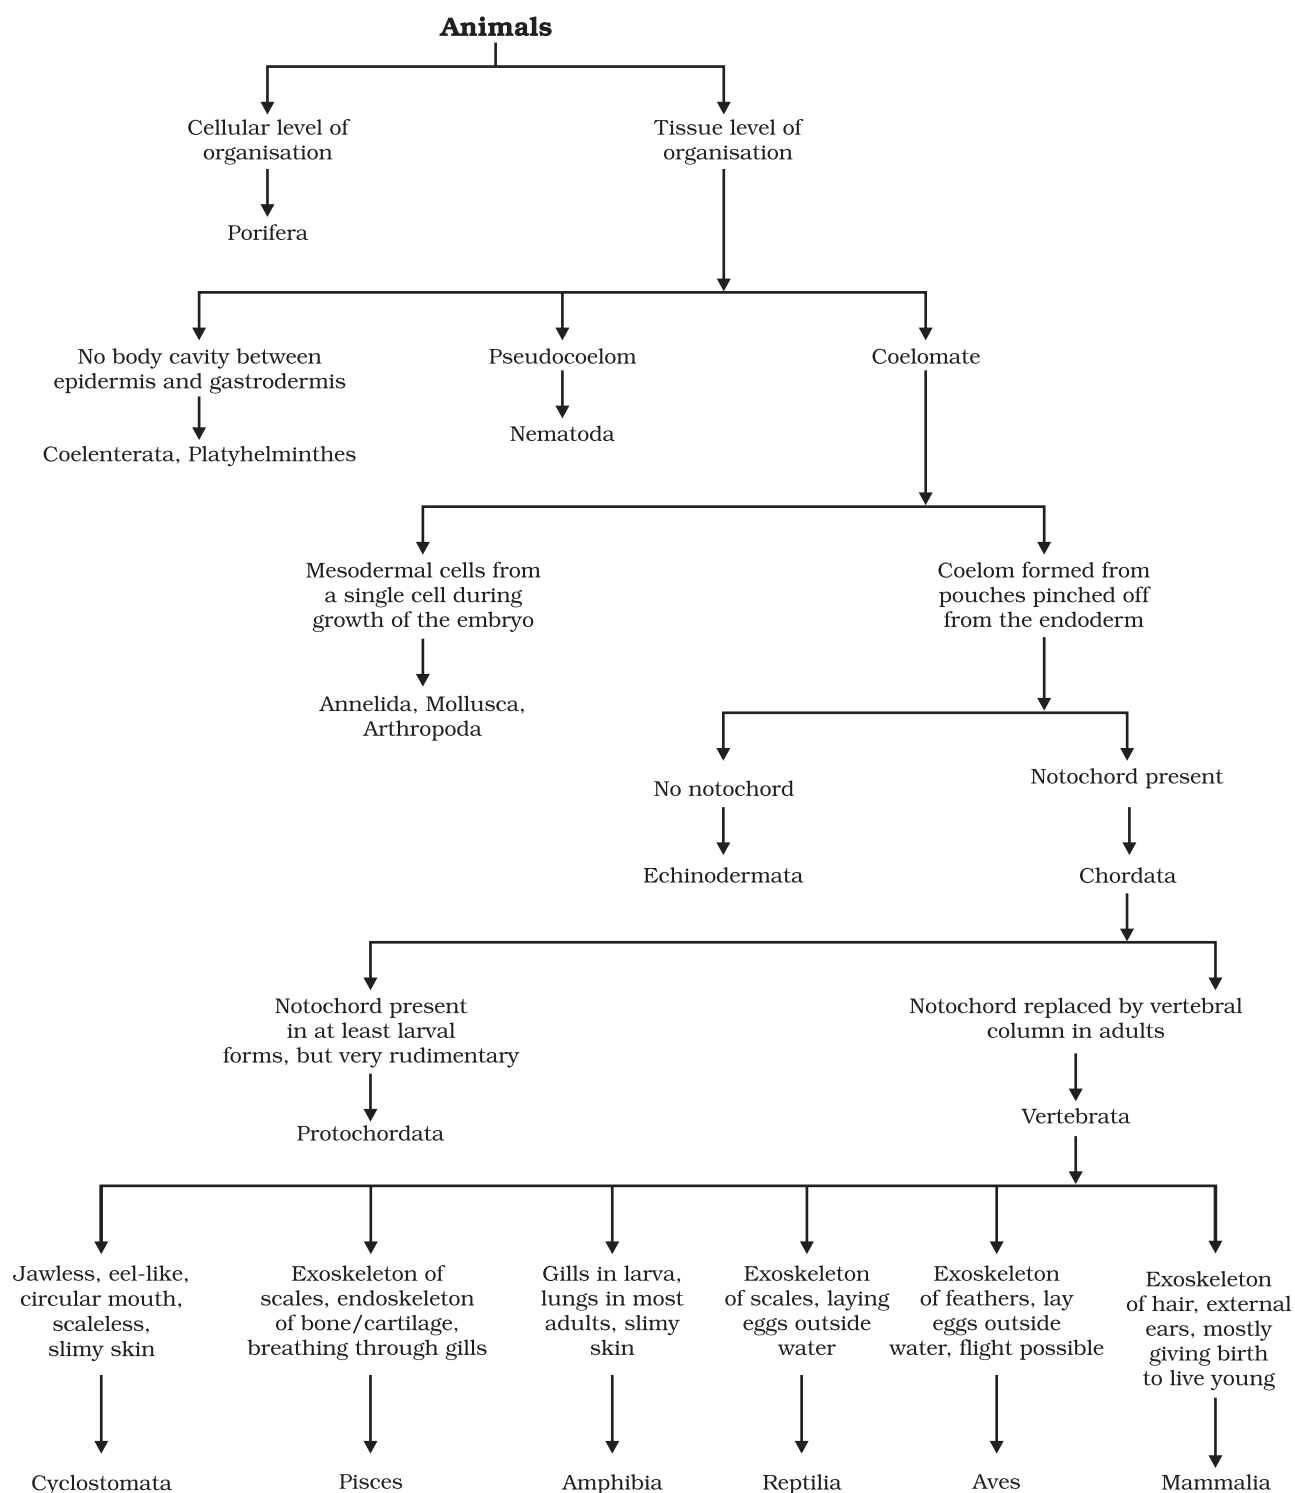 Animals
Cellular level of
organisation
Tissue level of
organisation
Porifera
No body cavity between
epidermis and gastrodermis
Pseudocoelom
Coelomate
Coelenterata, Platyhelminthes
Nematoda
Mesodermal cells from
a single cell during
growth of the embryo
Coelom formed from
pouches pinched off
from the endoderm
Annelida, Mollusca,
Arthropoda
No notochord
Notochord present
Echinodermata
Chordata
Notochord present
in at least larval
forms, but very rudimentary
Notochord replaced by vertebral
column in adults
Protochordata
Vertebrata
Jawless, eel-like,
circular mouth,
scaleless,
slimy skin
Exoskeleton of
scales, endoskeleton
of bone/cartilage,
breathing through gills
Gills in larva,
lungs in most
adults, slimy
skin
Exoskeleton
of scales, laying
eggs outside
water
Exoskeleton
of feathers, lay
eggs outside
water, flight possible
Exoskeleton
of hair, external
ears, mostly
giving birth
to live young
Cyclostomata
Pisces
Amphibia
Reptilia
Aves
Mammalia